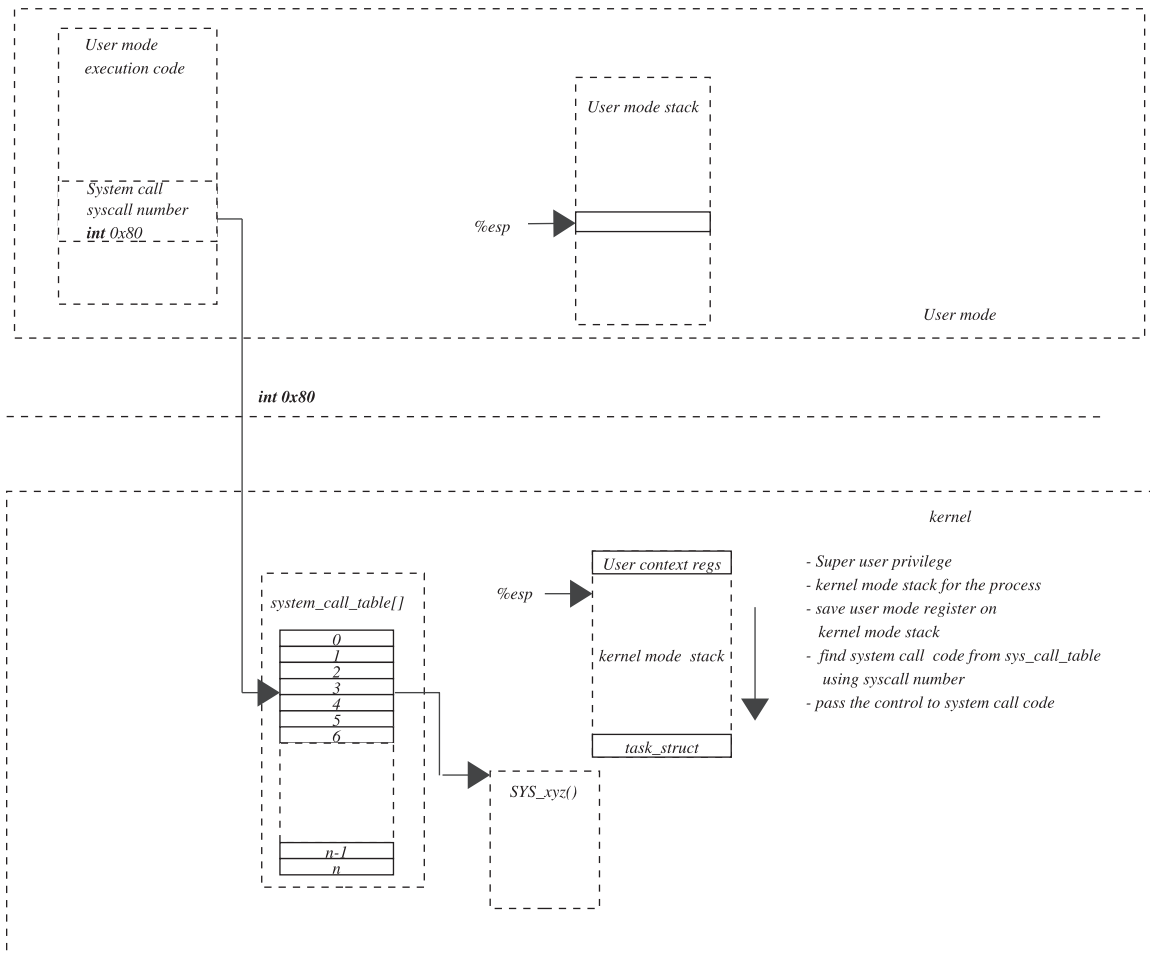 User mode
execution code
System call
syscall number
int 0x80
User mode stack
%esp
User mode
int 0x80
kernel
system_call_table[]
0
1
2
3
4
5
6
n-1
n
User context regs
%esp
kernel mode stack
task_struct
SYS_xyz()
- Super user privilege
- kernel mode stack for the process
- save user mode register on
kernel mode stack
- find system call code from sys_call_table
using syscall number
- pass the control to system call code